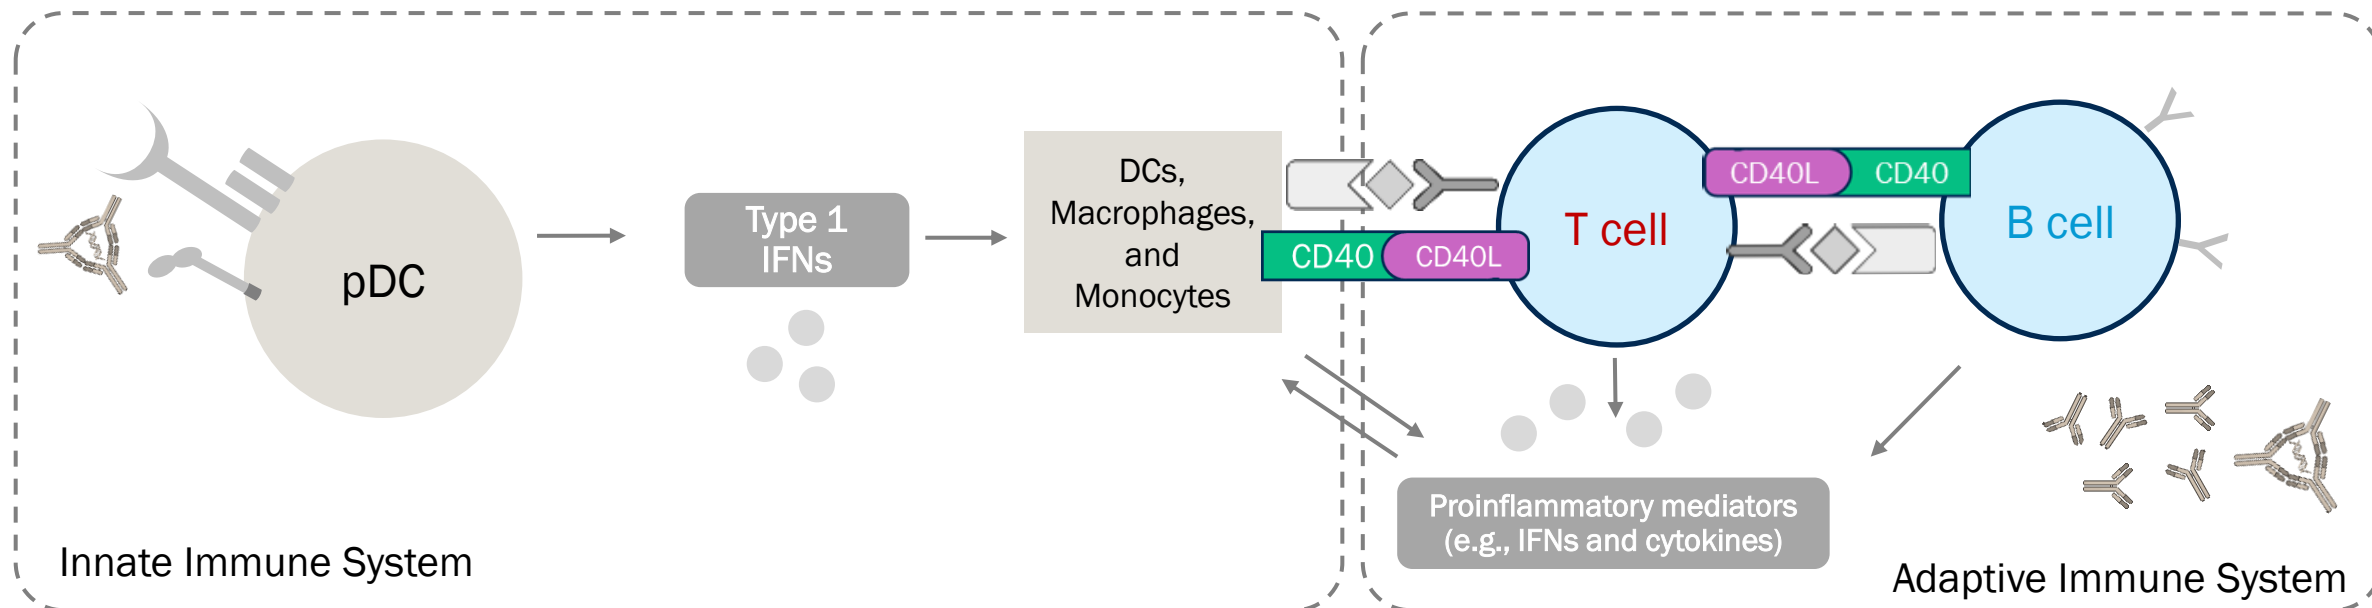 pDC
Type 1
IFNs
DCs,
Macrophages,
and
Monocytes
CD40 CD40L
T cell
CD40L CD40
B cell
Proinflammatory mediators
(e.g., IFNs and cytokines)
Innate Immune System
Adaptive Immune System